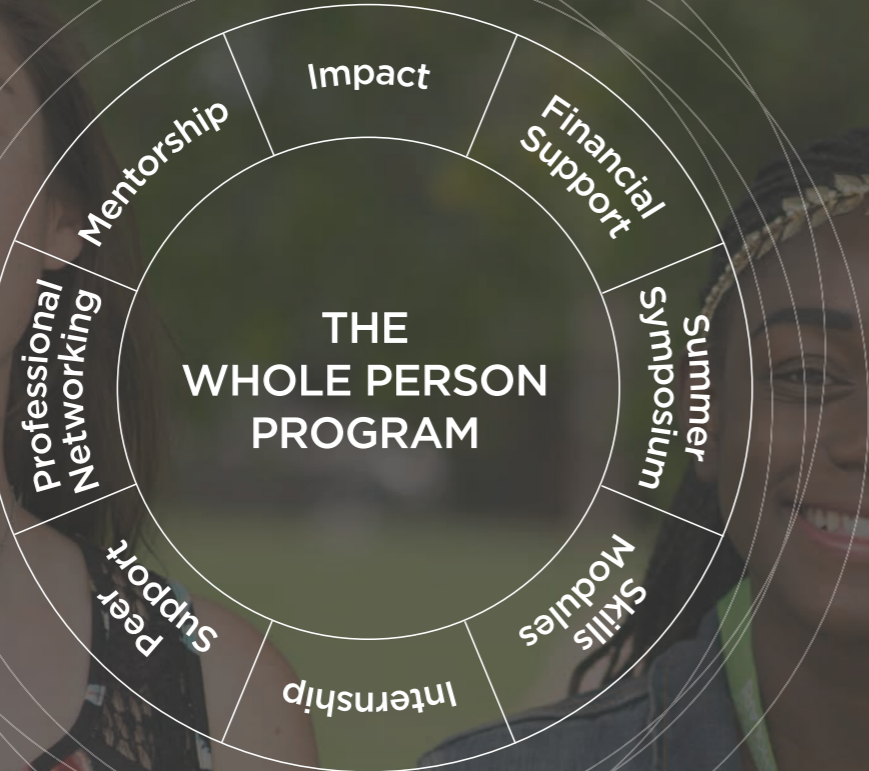 THE
WHOLE PERSON
PROGRAM
Impact
Financial
Support
Summer
Symposium
Skills
Modules
Internship
Peer
Support
Professional
Networking
Mentorship